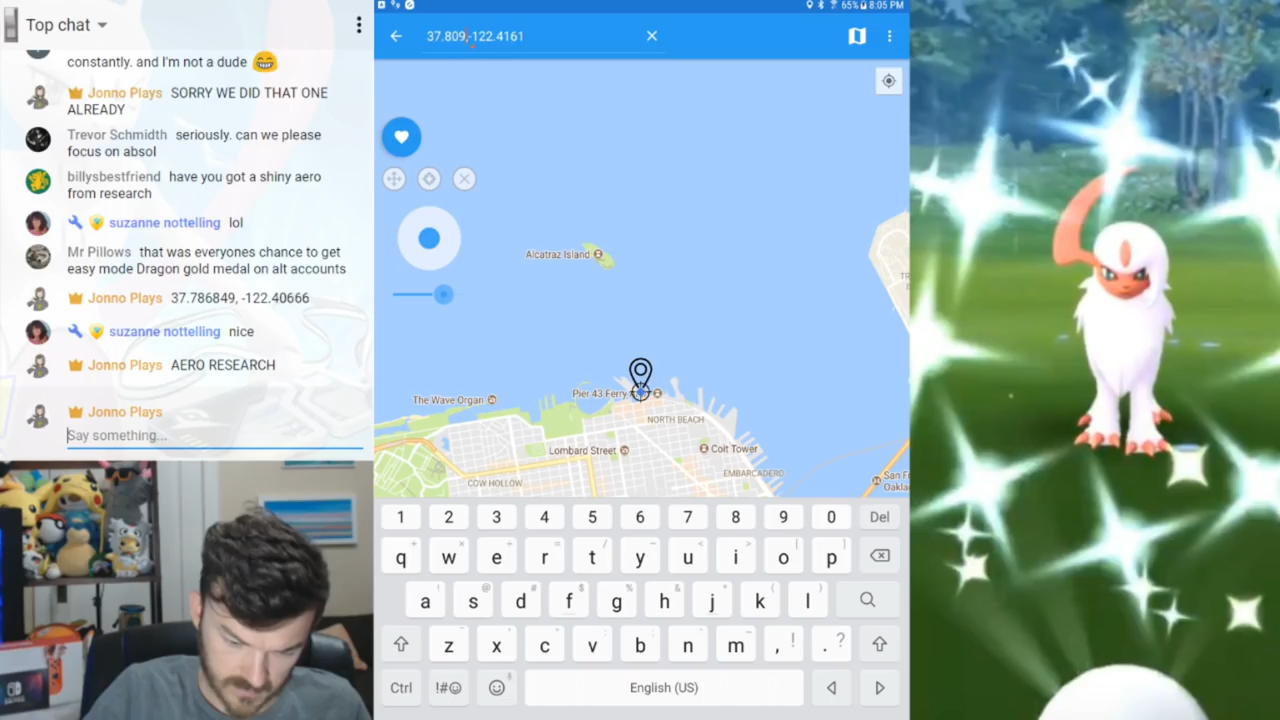 Top chat
constantly. and I'm not a dude 😁
Jonno Plays SORRY WE DID THAT ONE
ALREADY
Trevor Schmidth seriously. can we please
focus on absol
billysbestfriend have you got a shiny aero
from research
suzanne nottelling lol
Mr Pillows that was everyones chance to get
easy mode Dragon gold medal on alt accounts
Jonno Plays 37.786849, -122.40666
suzanne nottelling nice
Jonno Plays AERO RESEARCH
Jonno Plays
Say something...
65% 8:05 PM
37.809,-122.4161
Alcatraz Island
The Wave Organ
Pier 43 Ferry
NORTH BEACH
Lombard Street
Coit Tower
COW HOLLOW
EMBARCADERO
San Fr
Oakla
1 2 3 4 5 6 7 8 9 0 Del
q w e r t y u i o p
a s d f g h j k l
z x c v b n m , ! . ?
Ctrl !#☺ English (US)